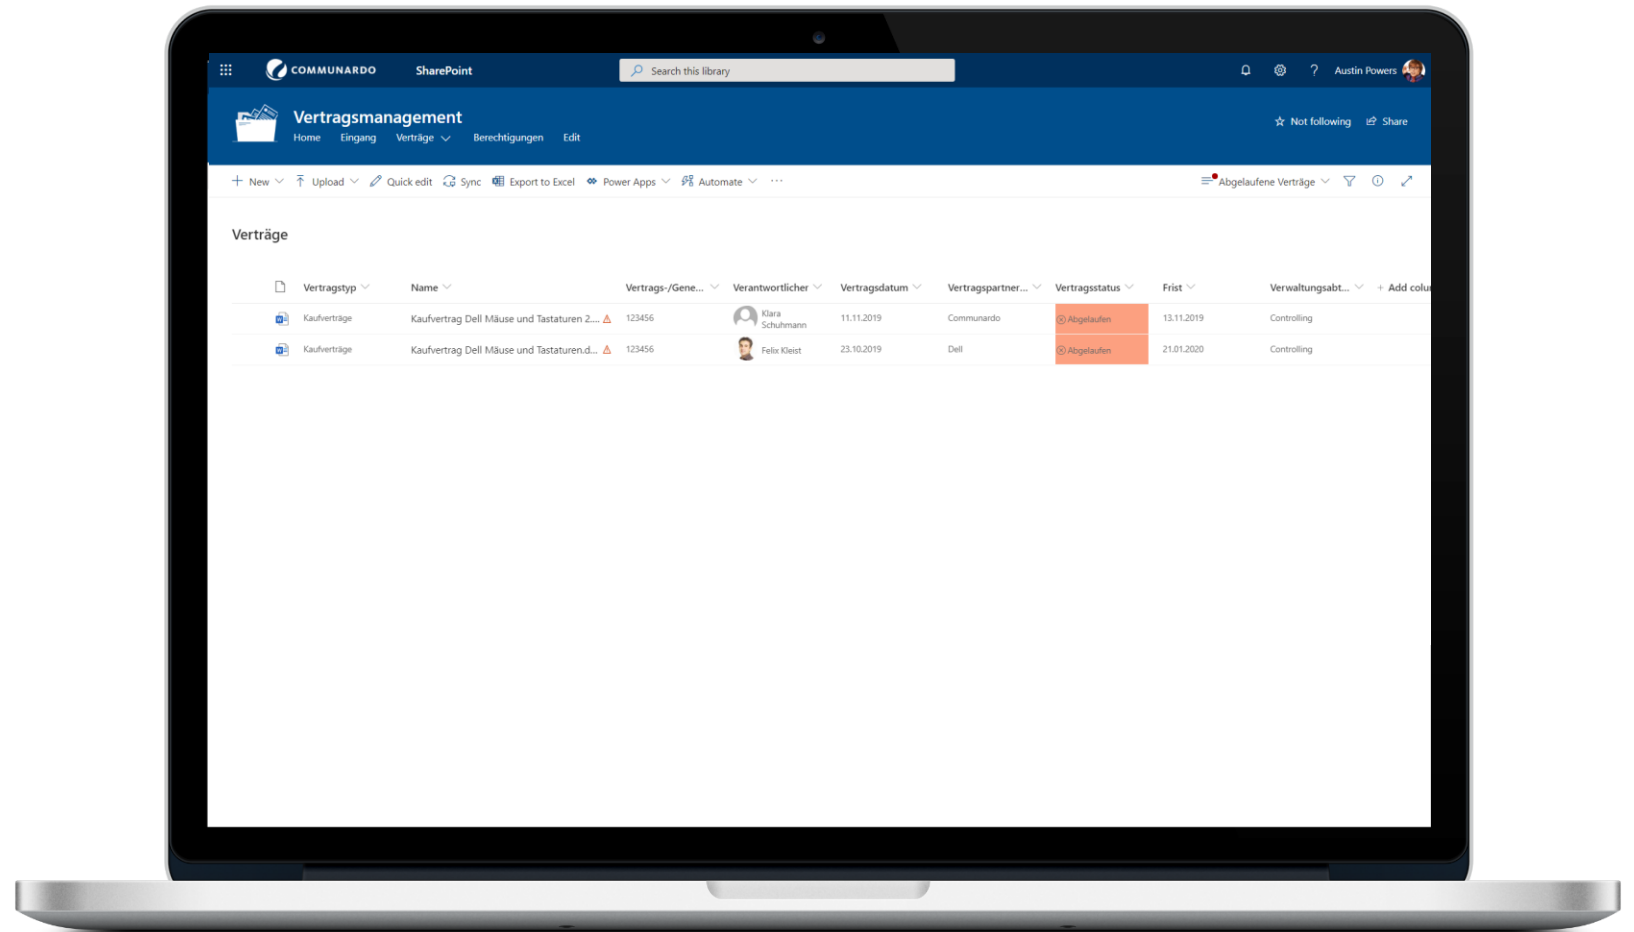 COMMUNARDO SharePoint Search this library ? Austin Powers
Vertragsmanagement
Home Eingang Verträge Berechtigungen Edit
Not following Share
+ New Upload Quick edit Sync Export to Excel Power Apps Automate ··· Abgelaufene Verträge
Verträge
Vertragstyp Name Vertrags-/Gene... Verantwortlicher Vertragsdatum Vertragspartner... Vertragsstatus Frist Verwaltungsabt... + Add colu
Kaufverträge Kaufvertrag Dell Mäuse und Tastaturen 2.... 123456 Klara Schuhmann 11.11.2019 Communardo Abgelaufen 13.11.2019 Controlling
Kaufverträge Kaufvertrag Dell Mäuse und Tastaturen.d... 123456 Felix Kleist 23.10.2019 Dell Abgelaufen 21.01.2020 Controlling